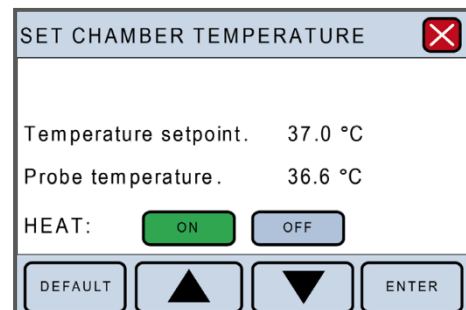 SET CHAMBER TEMPERATURE
Temperature setpoint. 37.0 °C
Probe temperature. 36.6 °C
HEAT: ON OFF
DEFAULT ENTER